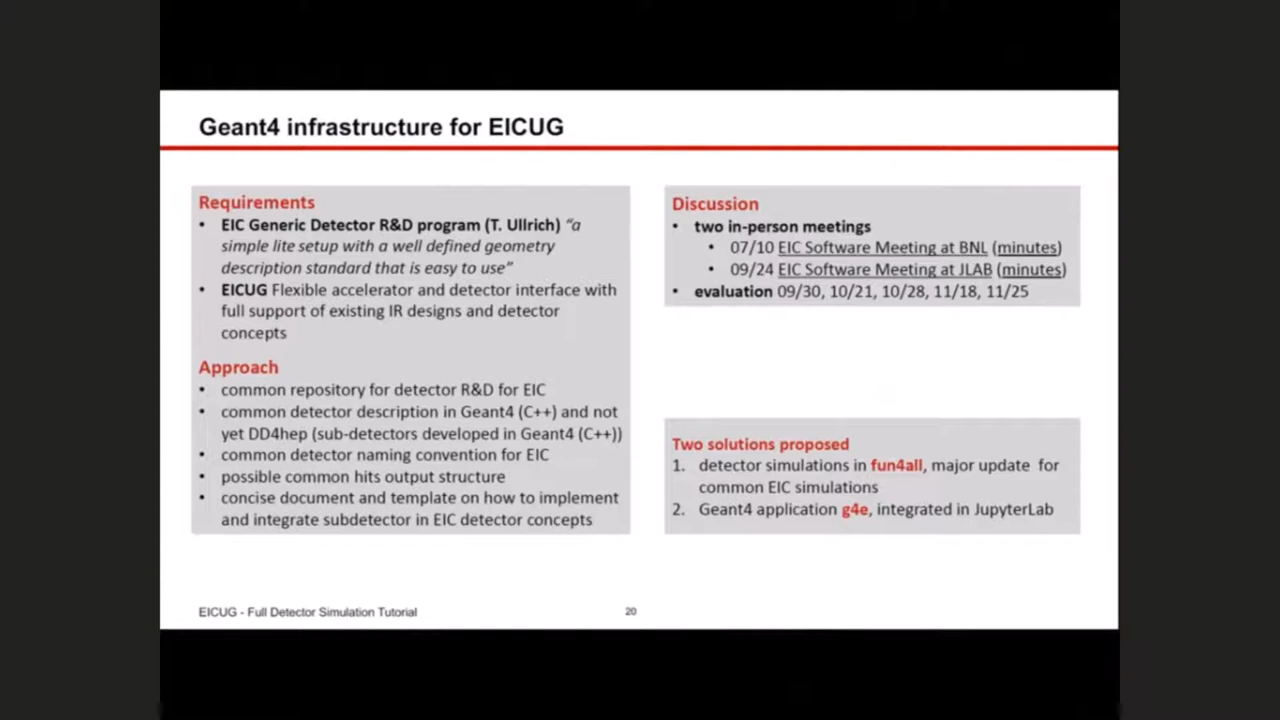 Geant4 infrastructure for EICUG
Requirements
• EIC Generic Detector R&D program (T. Ullrich) “a
simple lite setup with a well defined geometry
description standard that is easy to use”
• EICUG Flexible accelerator and detector interface with
full support of existing IR designs and detector
concepts
Approach
• common repository for detector R&D for EIC
• common detector description in Geant4 (C++) and not
yet DD4hep (sub-detectors developed in Geant4 (C++))
• common detector naming convention for EIC
• possible common hits output structure
• concise document and template on how to implement
and integrate subdetector in EIC detector concepts
Discussion
• two in-person meetings
• 07/10 EIC Software Meeting at BNL (minutes)
• 09/24 EIC Software Meeting at JLAB (minutes)
• evaluation 09/30, 10/21, 10/28, 11/18, 11/25
Two solutions proposed
1. detector simulations in fun4all, major update for
common EIC simulations
2. Geant4 application g4e, integrated in JupyterLab
EICUG - Full Detector Simulation Tutorial
20